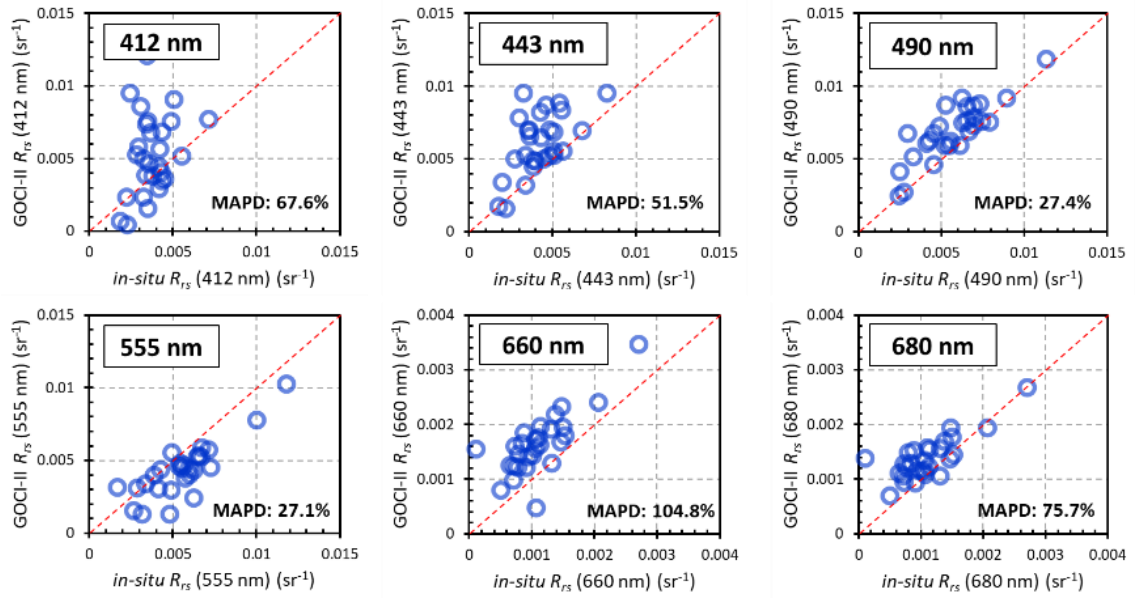 412 nm
MAPD: 67.6%
GOCI-II Rrs (412 nm) (sr-1)
0.015
0.01
0.005
0
0 0.005 0.01 0.015
in-situ Rrs (412 nm) (sr-1)
443 nm
MAPD: 51.5%
GOCI-II Rrs (443 nm) (sr-1)
0.015
0.01
0.005
0
0 0.005 0.01 0.015
in-situ Rrs (443 nm) (sr-1)
490 nm
MAPD: 27.4%
GOCI-II Rrs (490 nm) (sr-1)
0.015
0.01
0.005
0
0 0.005 0.01 0.015
in-situ Rrs (490 nm) (sr-1)
555 nm
MAPD: 27.1%
GOCI-II Rrs (555 nm) (sr-1)
0.015
0.01
0.005
0
0 0.005 0.01 0.015
in-situ Rrs (555 nm) (sr-1)
660 nm
MAPD: 104.8%
GOCI-II Rrs (660 nm) (sr-1)
0.004
0.003
0.002
0.001
0
0 0.001 0.002 0.003 0.004
in-situ Rrs (660 nm) (sr-1)
680 nm
MAPD: 75.7%
GOCI-II Rrs (680 nm) (sr-1)
0.004
0.003
0.002
0.001
0
0 0.001 0.002 0.003 0.004
in-situ Rrs (680 nm) (sr-1)